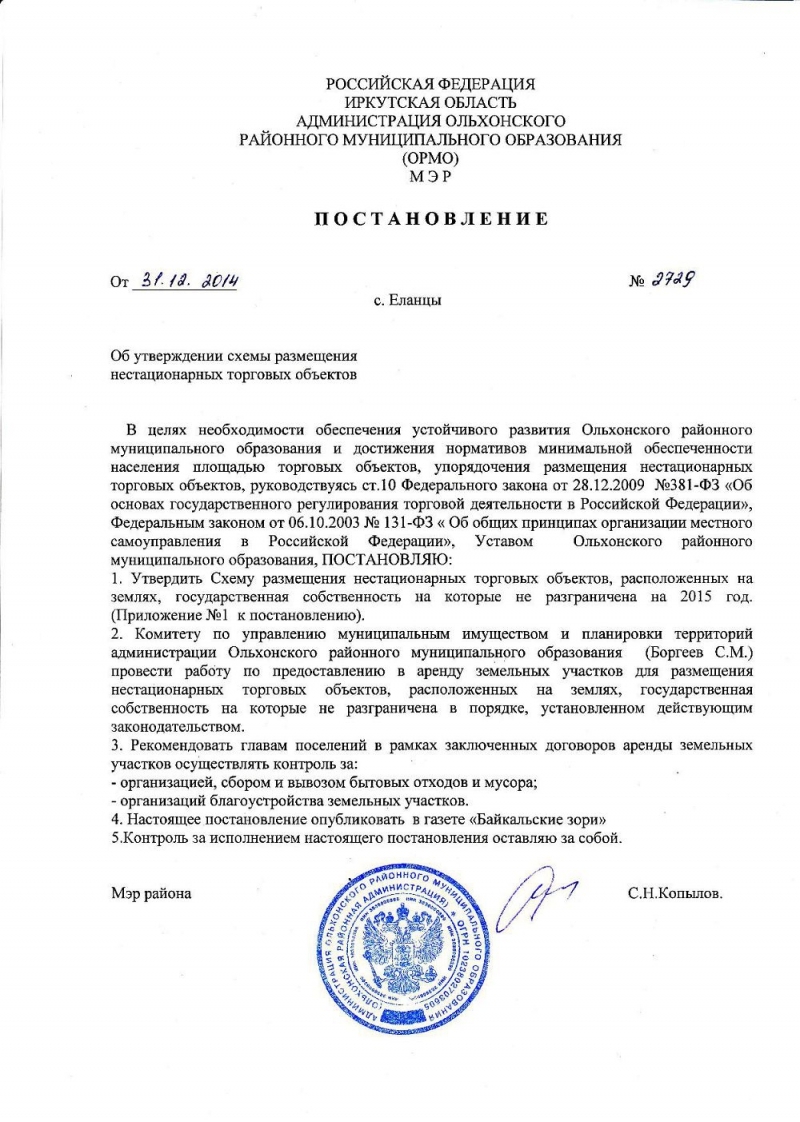 РОССИЙСКАЯ ФЕДЕРАЦИЯ
ИРКУТСКАЯ ОБЛАСТЬ
АДМИНИСТРАЦИЯ ОЛЬХОНСКОГО
РАЙОННОГО МУНИЦИПАЛЬНОГО ОБРАЗОВАНИЯ
(ОРМО)
М Э Р
П О С Т А Н О В Л Е Н И Е
От 31.12. 2014 № 2729
с. Еланцы
Об утверждении схемы размещения
нестационарных торговых объектов
В целях необходимости обеспечения устойчивого развития Ольхонского районного
муниципального образования и достижения нормативов минимальной обеспеченности
населения площадью торговых объектов, упорядочения размещения нестационарных
торговых объектов, руководствуясь ст.10 Федерального закона от 28.12.2009 №381-ФЗ «Об
основах государственного регулирования торговой деятельности в Российской Федерации»,
Федеральным законом от 06.10.2003 № 131-ФЗ « Об общих принципах организации местного
самоуправления в Российской Федерации», Уставом Ольхонского районного
муниципального образования, ПОСТАНОВЛЯЮ:
1. Утвердить Схему размещения нестационарных торговых объектов, расположенных на
землях, государственная собственность на которые не разграничена на 2015 год.
(Приложение №1 к постановлению).
2. Комитету по управлению муниципальным имуществом и планировки территорий
администрации Ольхонского районного муниципального образования (Боргеев С.М.)
провести работу по предоставлению в аренду земельных участков для размещения
нестационарных торговых объектов, расположенных на землях, государственная
собственность на которые не разграничена в порядке, установленном действующим
законодательством.
3. Рекомендовать главам поселений в рамках заключенных договоров аренды земельных
участков осуществлять контроль за:
- организацией, сбором и вывозом бытовых отходов и мусора;
- организаций благоустройства земельных участков.
4. Настоящее постановление опубликовать в газете «Байкальские зори»
5.Контроль за исполнением настоящего постановления оставляю за собой.
Мэр района С.Н.Копылов.
АДМИНИСТРАЦИЯ ОЛЬХОНСКОГО РАЙОННОГО МУНИЦИПАЛЬНОГО ОБРАЗОВАНИЯ
(ОЛЬХОНСКАЯ РАЙОННАЯ АДМИНИСТРАЦИЯ) * ОГРН 1023802703605